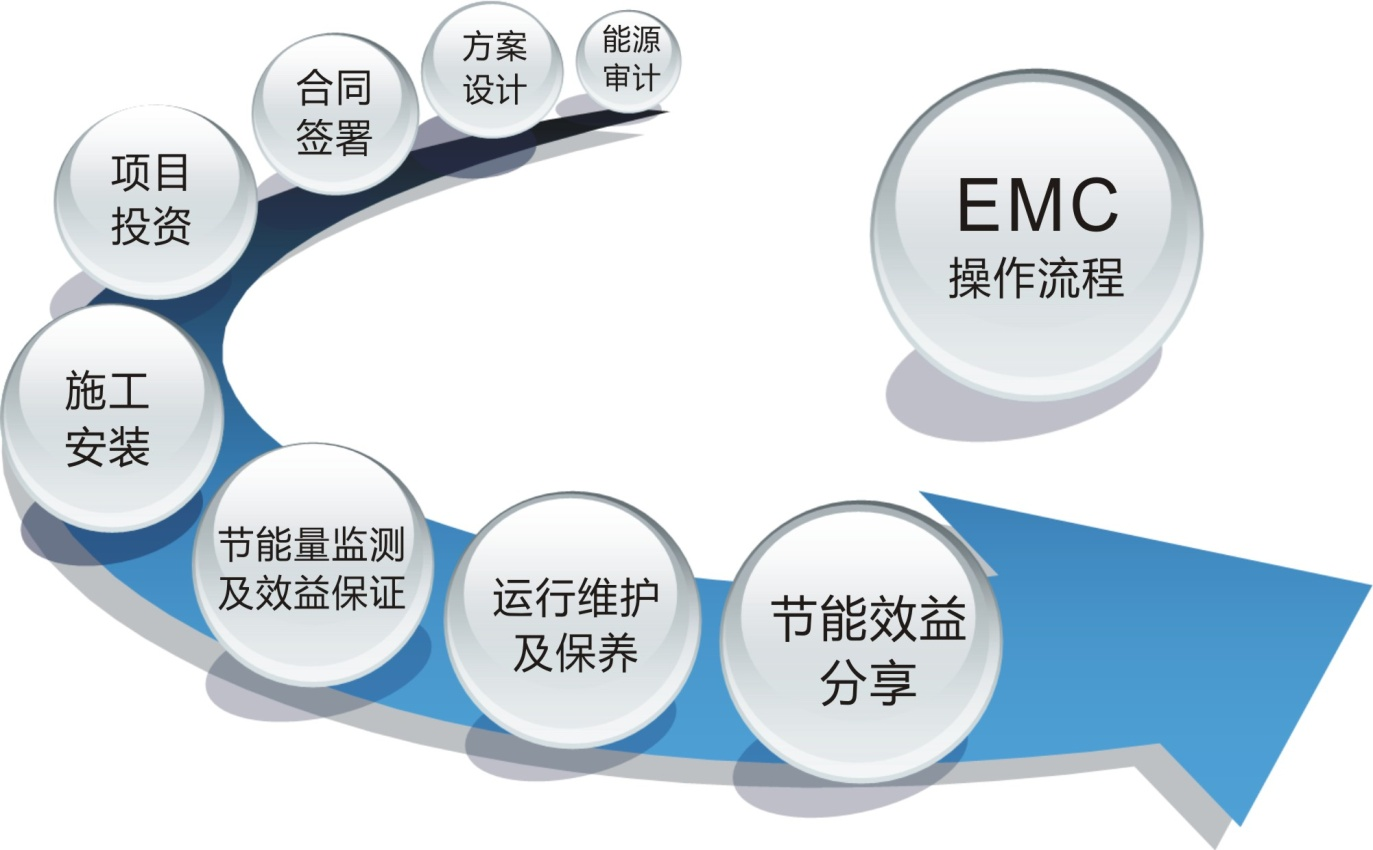 能源
审计
方案
设计
合同
签署
项目
投资
施工
安装
节能量监测
及效益保证
运行维护
及保养
节能效益
分享
EMC
操作流程